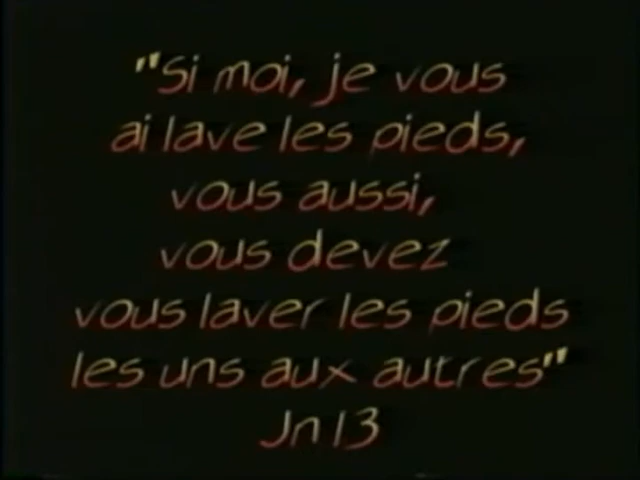 "Si moi, je vous
ai lave les pieds,
vous aussi,
vous devez
vous laver les pieds
les uns aux autres"
Jn 13